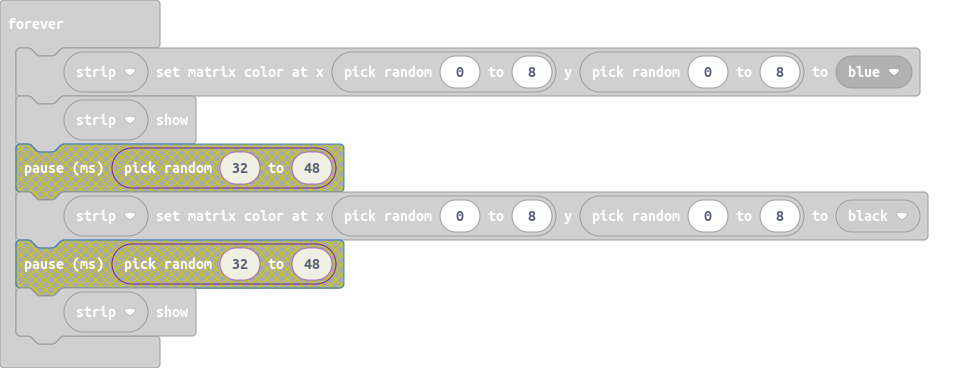 forever
strip set matrix color at x pick random 0 to 8 y pick random 0 to 8 to blue
strip show
pause (ms) pick random 32 to 48
strip set matrix color at x pick random 0 to 8 y pick random 0 to 8 to black
pause (ms) pick random 32 to 48
strip show